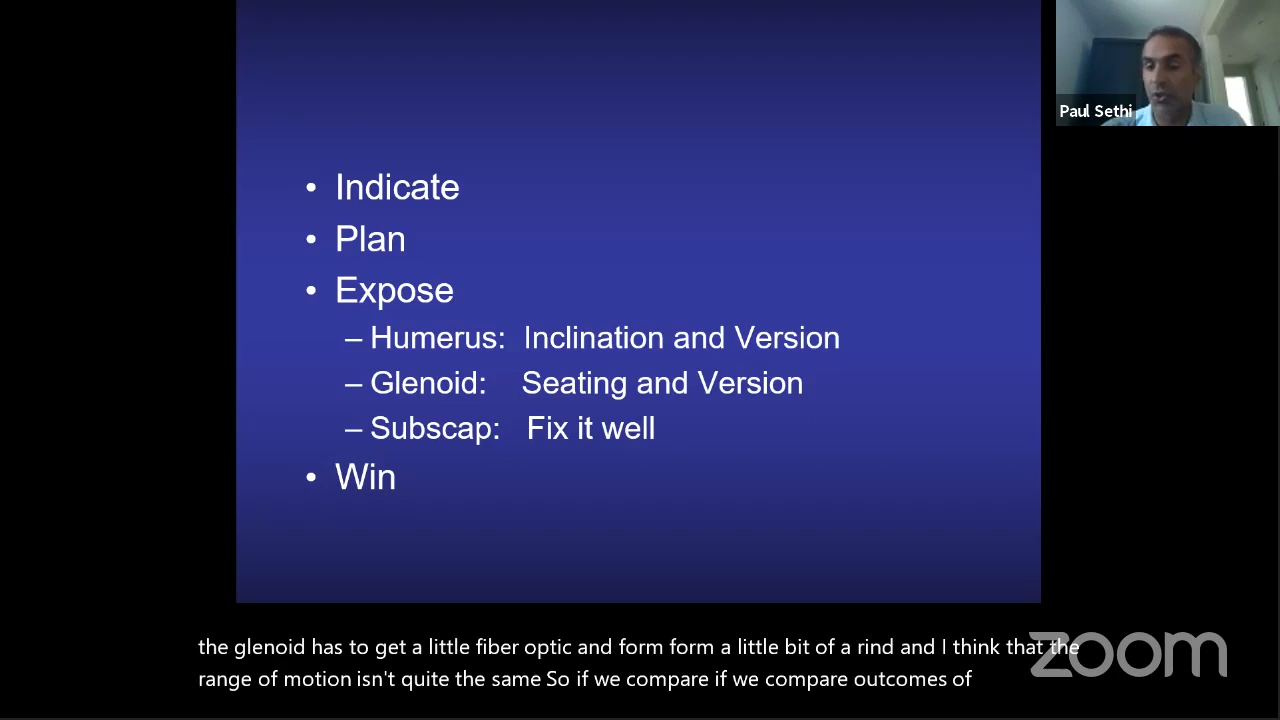 Paul Sethi
• Indicate
• Plan
• Expose
– Humerus: Inclination and Version
– Glenoid: Seating and Version
– Subscap: Fix it well
• Win
the glenoid has to get a little fiber optic and form form a little bit of a rind and I think that the
range of motion isn't quite the same So if we compare if we compare outcomes of
zoom